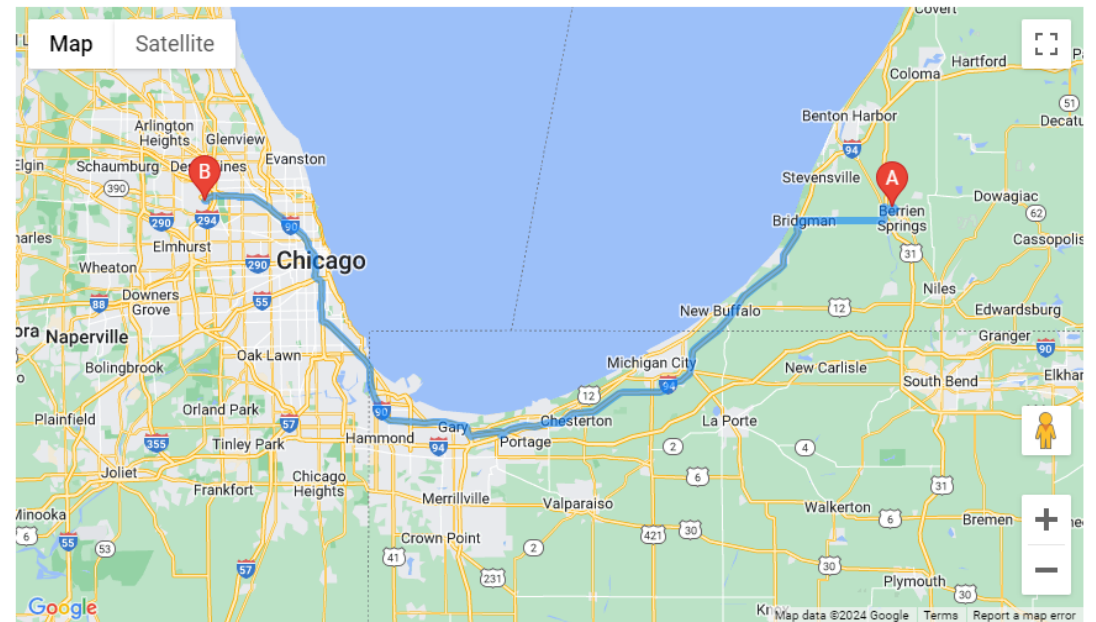 Covert
Map
Satellite
Hartford
Coloma
51
Benton Harbor
Decatu
Arlington
Heights
Glenview
94
Evanston
Elgin
Schaumburg
Des Plaines
B
Stevensville
A
390
Dowagiac
Berrien
Springs
62
290
294
90
Bridgman
harles
Elmhurst
Cassopolis
Chicago
290
31
Wheaton
Niles
88
Downers
Grove
55
New Buffalo
12
Edwardsburg
ora
Naperville
Granger
90
Oak Lawn
Michigan City
Bolingbrook
New Carlisle
94
South Bend
Elkhar
12
Orland Park
90
Plainfield
57
Gary
Chesterton
La Porte
355
Tinley Park
Hammond
94
Portage
2
4
Joliet
Frankfort
Chicago
Heights
6
31
Merrillville
Valparaiso
Walkerton
6
Bremen
Minooka
6
55
53
Crown Point
2
421
30
41
57
231
30
Plymouth
30
Google
Map data ©2024 Google
Terms
Report a map error